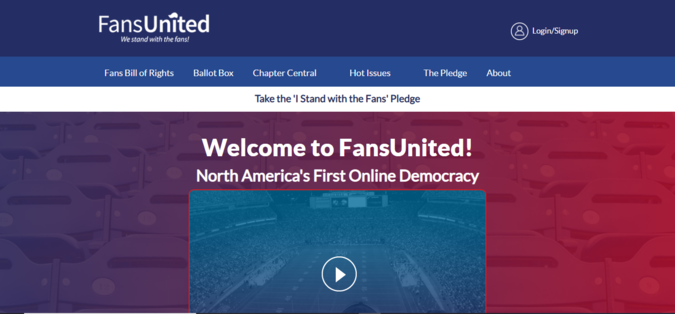 FansUnited
We stand with the fans!
Login/Signup
Fans Bill of Rights Ballot Box Chapter Central Hot Issues The Pledge About
Take the 'I Stand with the Fans' Pledge
Welcome to FansUnited!
North America's First Online Democracy